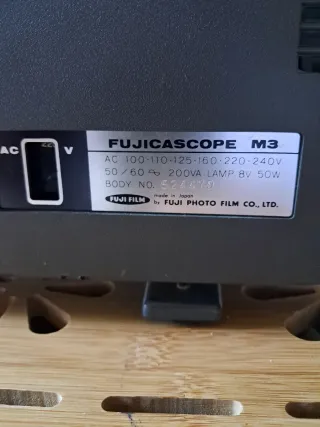 FUJICASCOPE M3
AC V
AC 100-110-125-160-220-240V
50/60 200VA LAMP 8V 50W
BODY NO.
FUJI FILM made in Japan by FUJI PHOTO FILM CO., LTD.